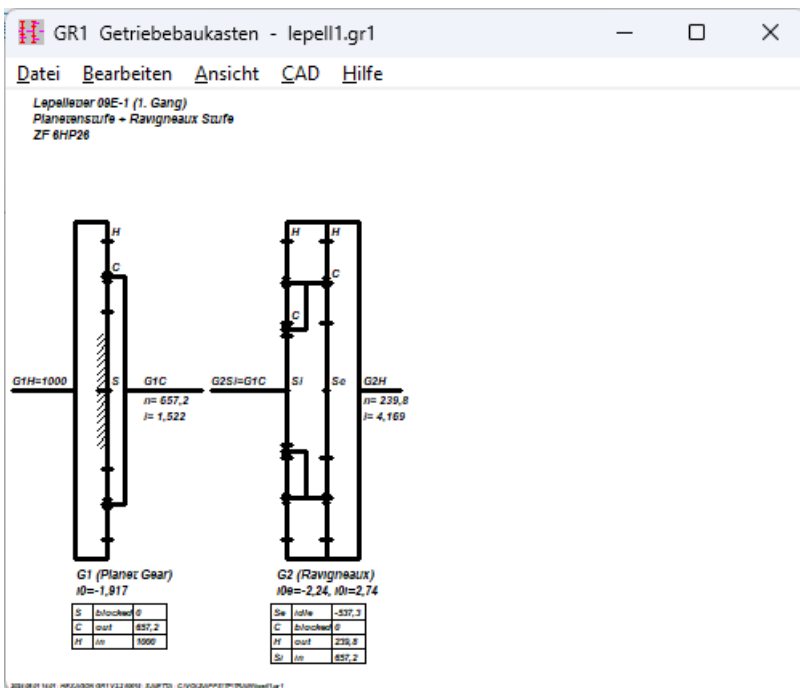 GR1 Getriebebaukasten - lepell1.gr1
Datei Bearbeiten Ansicht CAD Hilfe
Lepelletier 09E-1 (1. Gang)
Planetenstufe + Ravigneaux Stufe
ZF 6HP26
H H H
C C
C
G1H=1000 S G1C G2Si=G1C Si Se G2H
n= 657,2 n= 239,8
i= 1,522 i= 4,169
G1 (Planet Gear) G2 (Ravigneaux)
i0=-1,917 i0e=-2,24, i0i=2,74
S blocked 0
C out 657,2
H in 1000
Se idle -537,3
C blocked 0
H out 239,8
Si in 657,2